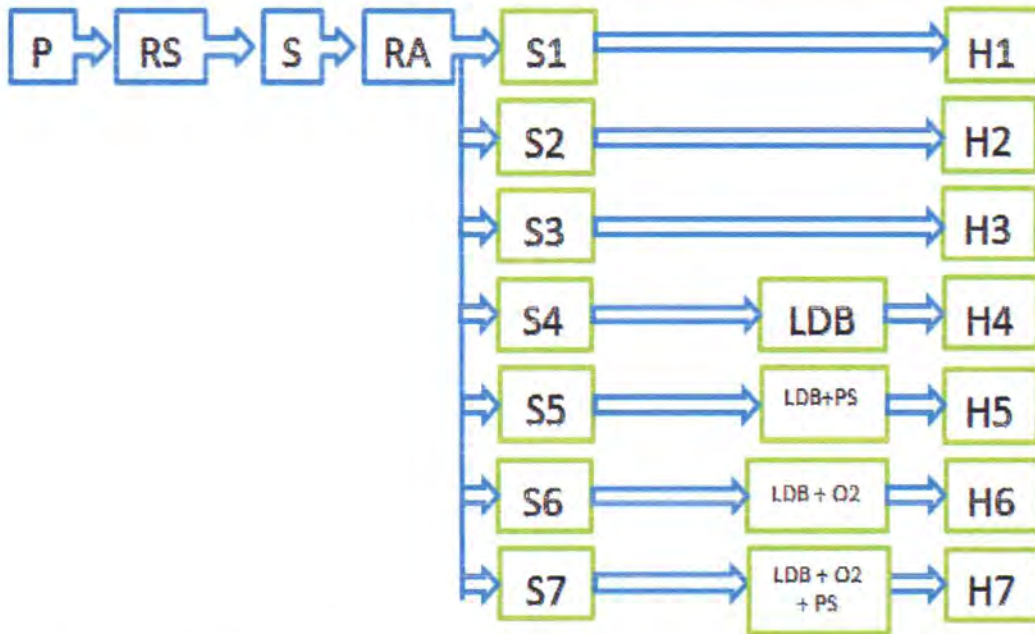 P RS S RA S1 H1
S2 H2
S3 H3
S4 LDB H4
S5 LDB+PS H5
S6 LDB + O2 H6
S7 LDB + O2 H7
+ PS